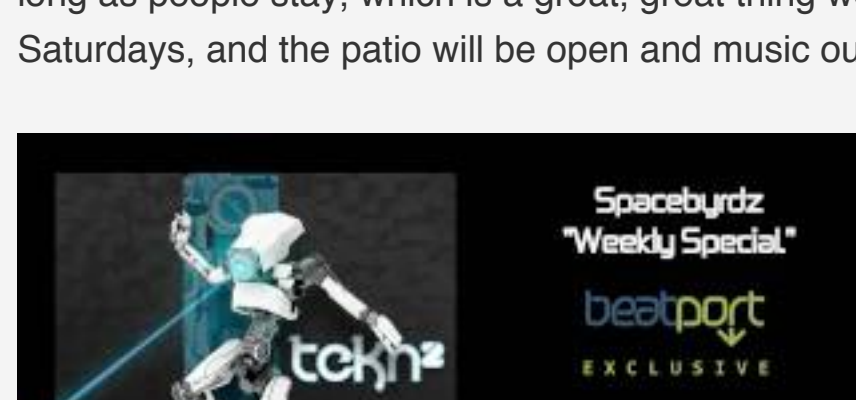 long as people stay, which is a great, great thing
Saturdays, and the patio will be open and music
Spacebyrdz
"Weekly Special"
beatport
EXCLUSIVE
tekn²